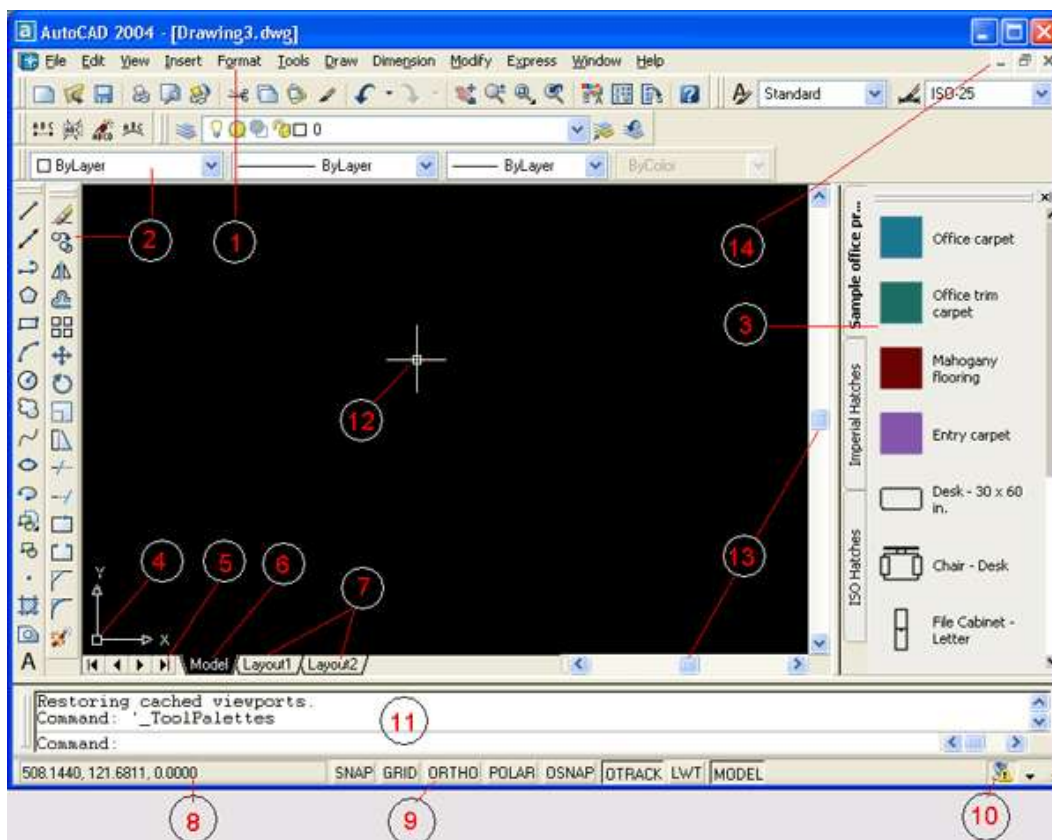 AutoCAD 2004 - [Drawing3.dwg]
File Edit View Insert Format Tools Draw Dimension Modify Express Window Help
Standard ISO-25
0
ByLayer ByLayer ByLayer ByColor
2 1 14
Sample office pr...
Office carpet
Office trim carpet
3
Mahogany flooring
Imperial Hatches
12
Entry carpet
Desk - 30 x 60 in.
ISO Hatches
4 5 6 7 13
Chair - Desk
File Cabinet - Letter
Y
X
A
Model Layout1 Layout2
Restoring cached viewports.
Command: '_ToolPalettes
11
Command:
508.1440, 121.6811, 0.0000 SNAP GRID ORTHO POLAR OSNAP OTRACK LWT MODEL
8 9 10